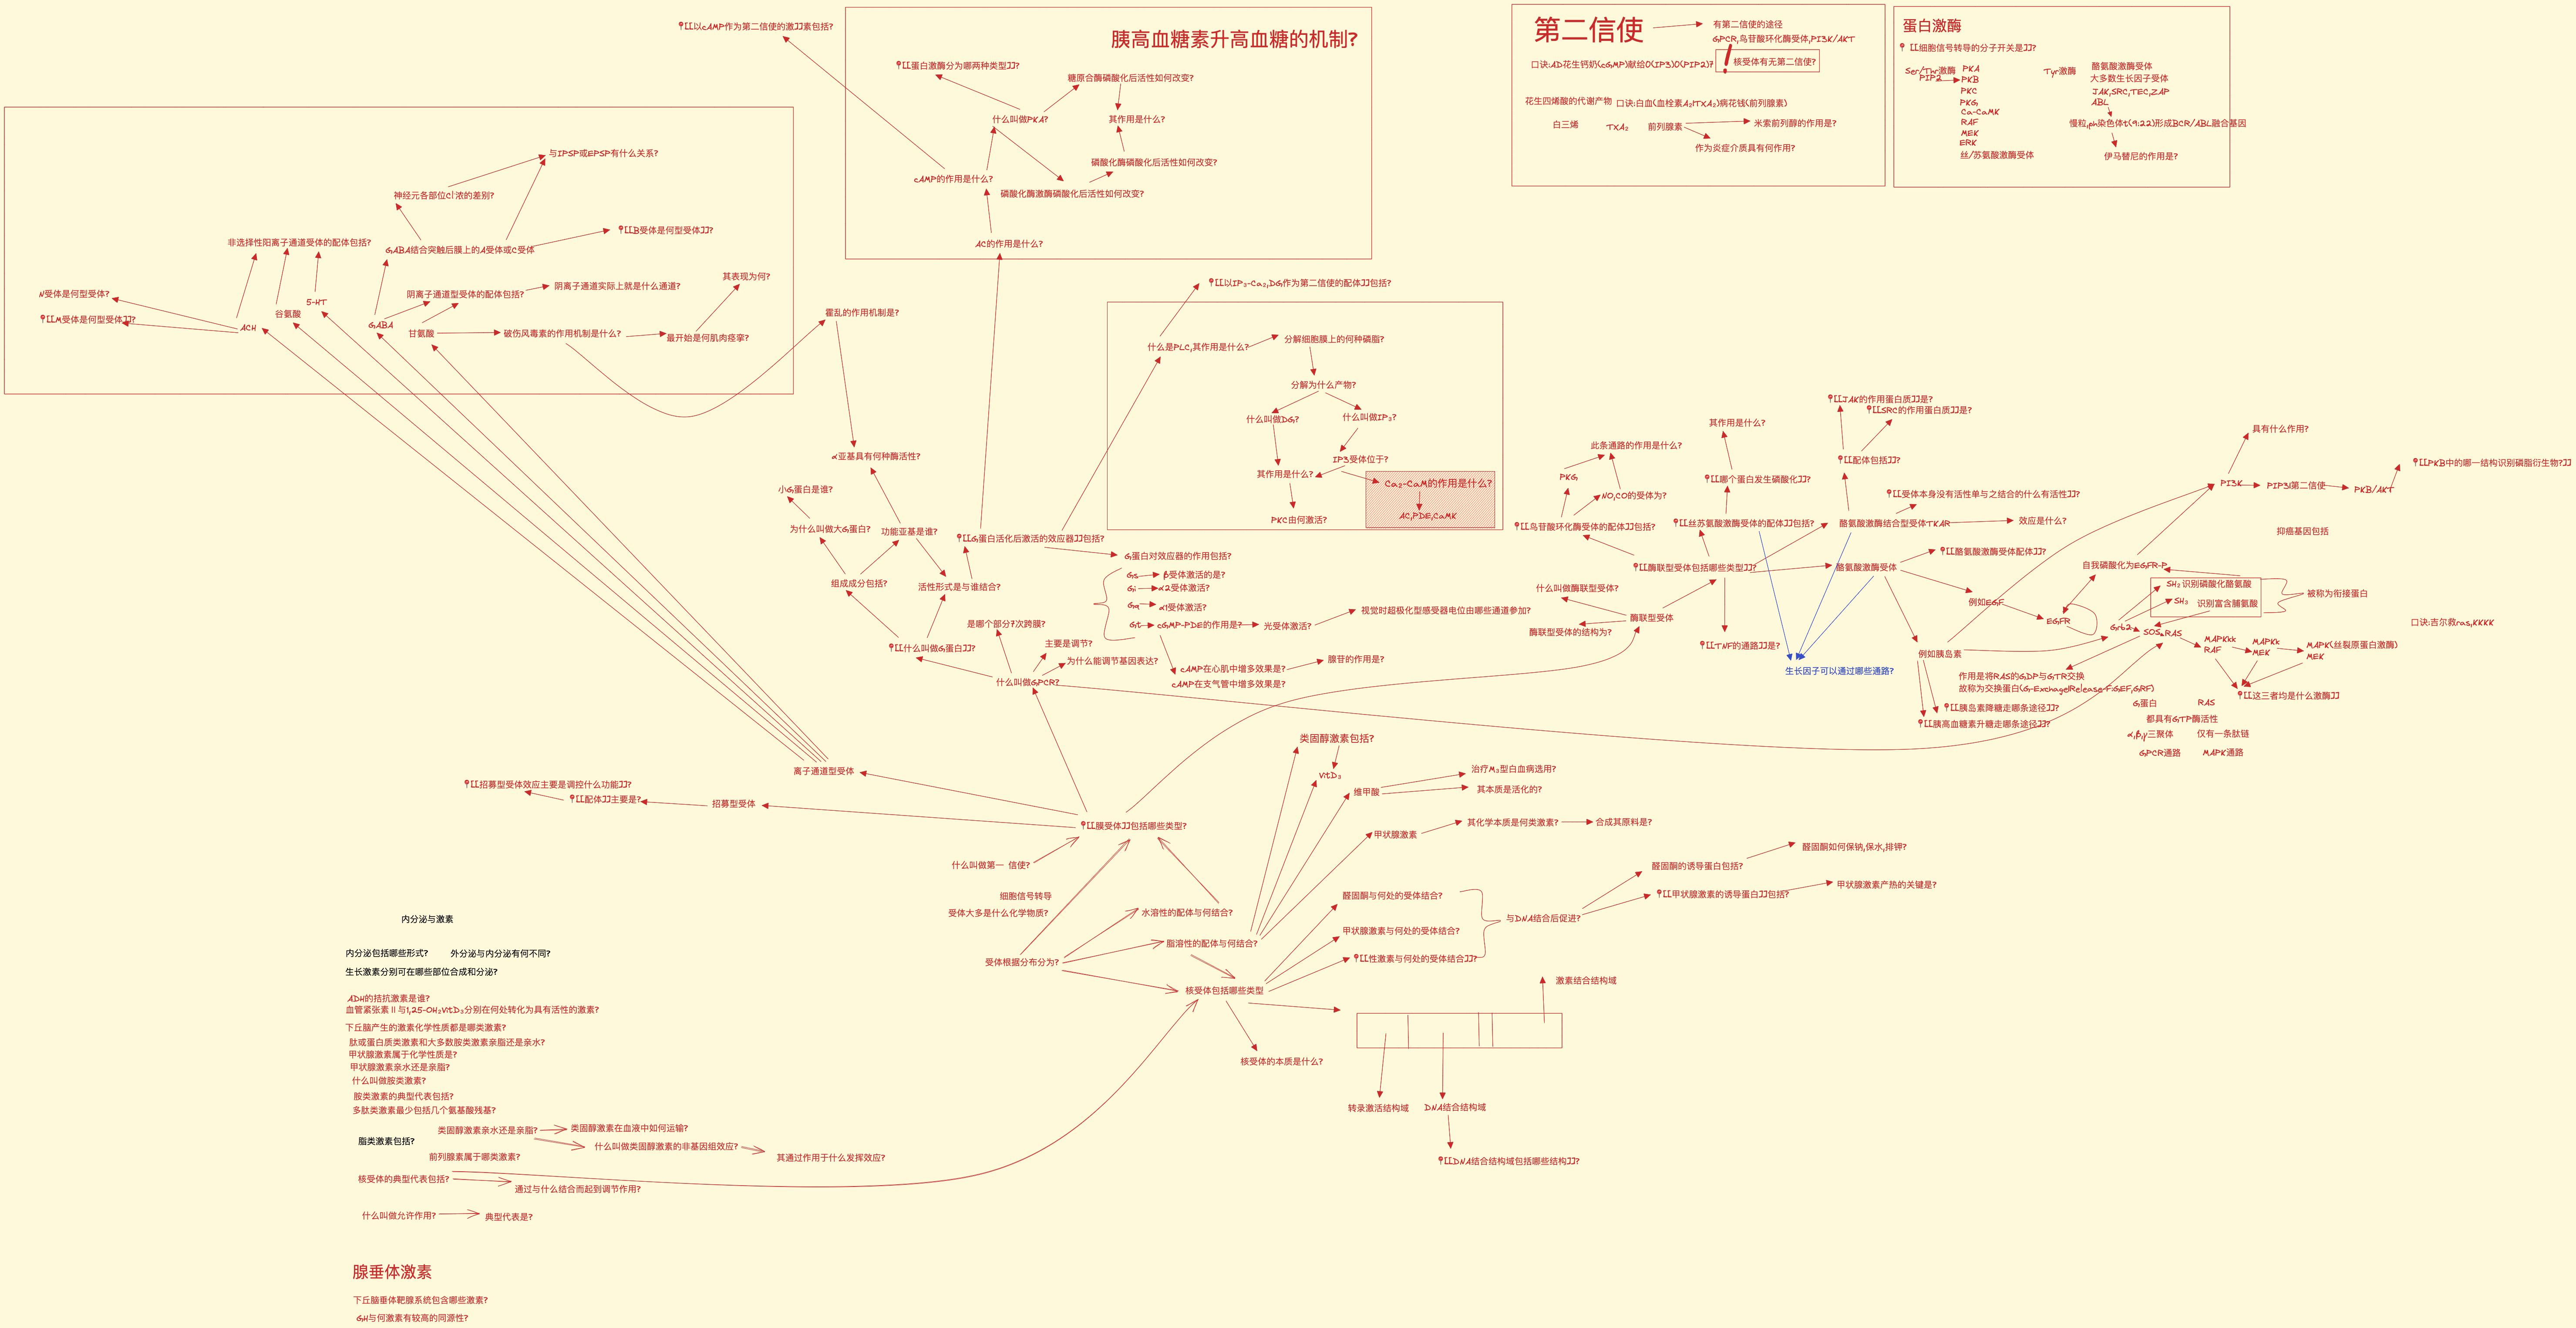 📍[[以cAMP作为第二信使的激]]素包括?
胰高血糖素升高血糖的机制?
📍[[蛋白激酶分为哪两种类型]]?
糖原合酶磷酸化后活性如何改变?
什么叫做PKA?
其作用是什么?
磷酸化酶磷酸化后活性如何改变?
cAMP的作用是什么?
磷酸化酶激酶磷酸化后活性如何改变?
AC的作用是什么?
第二信使
有第二信使的途径
GPCR,鸟苷酸环化酶受体,PI3K/AKT
口诀:AD花生钙奶(cGMP)献给O(IP3)O(PIP2)?
核受体有无第二信使?
花生四烯酸的代谢产物
口诀:白血(血栓素A₂|TXA₂)病花钱(前列腺素)
白三烯
TXA₂
前列腺素
米索前列醇的作用是?
作为炎症介质具有何作用?
蛋白激酶
📍[[细胞信号转导的分子开关是]]?
Ser/Thr激酶
PIP2
PKA
PKB
PKC
PKG
Ca-CaMK
RAF
MEK
ERK
丝/苏氨酸激酶受体
Tyr激酶
酪氨酸激酶受体
大多数生长因子受体
JAK,SRC,TEC,ZAP
ABL
慢粒,ph染色体t(9:22)形成BCR/ABL融合基因
伊马替尼的作用是?
与IPSP或EPSP有什么关系?
神经元各部位Cl⁻浓的差别?
📍[[B受体是何型受体]]?
非选择性阳离子通道受体的配体包括?
GABA结合突触后膜上的A受体或C受体
其表现为何?
N受体是何型受体?
5-HT
阴离子通道型受体的配体包括?
阴离子通道实际上就是什么通道?
📍[[M受体是何型受体]]?
谷氨酸
ACH
GABA
甘氨酸
破伤风毒素的作用机制是什么?
最开始是何肌肉痉挛?
霍乱的作用机制是?
α亚基具有何种酶活性?
小G蛋白是谁?
为什么叫做大G蛋白?
功能亚基是谁?
组成成分包括?
活性形式是与谁结合?
📍[[G蛋白活化后激活的效应器]]包括?
📍[[什么叫做G蛋白]]?
📍[[以IP₃-Ca₂,DG作为第二信使的配体]]包括?
什么是PLC,其作用是什么?
分解细胞膜上的何种磷脂?
分解为什么产物?
什么叫做DG?
什么叫做IP₃?
IP3受体位于?
其作用是什么?
Ca₂-CaM的作用是什么?
PKC由何激活?
AC,PDE,CaMK
G蛋白对效应器的作用包括?
Gs
β受体激活的是?
Gi
α2受体激活?
Gq
α1受体激活?
Gt
cGMP-PDE的作用是?
光受体激活?
视觉时超极化型感受器电位由哪些通道参加?
cAMP在心肌中增多效果是?
腺苷的作用是?
cAMP在支气管中增多效果是?
是哪个部分?次跨膜?
主要是调节?
为什么能调节基因表达?
什么叫做GPCR?
此条通路的作用是什么?
PKG
NO,CO的受体为?
📍[[鸟苷酸环化酶受体的配体]]包括?
其作用是什么?
📍[[哪个蛋白发生磷酸化]]?
📍[[丝苏氨酸激酶受体的配体]]包括?
📍[[酶联型受体包括哪些类型]]?
什么叫做酶联型受体?
酶联型受体
酶联型受体的结构为?
📍[[TNF的通路]]是?
生长因子可以通过哪些通路?
📍[[JAK的作用蛋白质]]是?
📍[[SRC的作用蛋白质]]是?
📍[[配体包括]]?
📍[[受体本身没有活性单与之结合的什么有活性]]?
酪氨酸激酶结合型受体TKAR
效应是什么?
📍[[酪氨酸激酶受体配体]]?
酪氨酸激酶受体
例如EGF
EGFR
例如胰岛素
📍[[胰岛素降糖走哪条途径]]?
📍[[胰高血糖素升糖走哪条途径]]?
具有什么作用?
PI3K
PIP3|第二信使
PKB/AKT
📍[[PKB中的哪一结构识别磷脂衍生物?]]
抑癌基因包括
自我磷酸化为EGFR-P
SH₂ 识别磷酸化酪氨酸
SH₃ 识别富含脯氨酸
被称为衔接蛋白
Grb2
SOS
RAS
MAPKkk
RAF
MAPKk
MEK
MAPK(丝裂原蛋白激酶)
MEK
口诀:吉尔救ras,KKKK
作用是将RAS的GDP与GTR交换
故称为交换蛋白(G-Exchage|Release-F:GEF,GRF)
📍[[这三者均是什么激酶]]
G蛋白
RAS
都具有GTP酶活性
α,β,γ三聚体
仅有一条肽链
GPCR通路
MAPK通路
离子通道型受体
📍[[招募型受体效应主要是调控什么功能]]?
📍[[配体]]主要是?
招募型受体
📍[[膜受体]]包括哪些类型?
什么叫做第一 信使?
细胞信号转导
受体大多是什么化学物质?
水溶性的配体与何结合?
脂溶性的配体与何结合?
受体根据分布分为?
核受体包括哪些类型
核受体的本质是什么?
类固醇激素包括?
VitD₃
维甲酸
治疗M₃型白血病选用?
其本质是活化的?
甲状腺激素
其化学本质是何类激素?
合成其原料是?
醛固酮与何处的受体结合?
甲状腺激素与何处的受体结合?
📍[[性激素与何处的受体结合]]?
与DNA结合后促进?
醛固酮的诱导蛋白包括?
醛固酮如何保钠,保水,排钾?
📍[[甲状腺激素的诱导蛋白]]包括?
甲状腺激素产热的关键是?
激素结合结构域
转录激活结构域
DNA结合结构域
📍[[DNA结合结构域包括哪些结构]]?
内分泌与激素
内分泌包括哪些形式?
外分泌与内分泌有何不同?
生长激素分别可在哪些部位合成和分泌?
ADH的拮抗激素是谁?
血管紧张素Ⅱ与1,25-OH₂VitD₃分别在何处转化为具有活性的激素?
下丘脑产生的激素化学性质都是哪类激素?
肽或蛋白质类激素和大多数胺类激素亲脂还是亲水?
甲状腺激素属于化学性质是?
甲状腺激素亲水还是亲脂?
什么叫做胺类激素?
胺类激素的典型代表包括?
多肽类激素最少包括几个氨基酸残基?
类固醇激素亲水还是亲脂?
类固醇激素在血液中如何运输?
脂类激素包括?
什么叫做类固醇激素的非基因组效应?
其通过作用于什么发挥效应?
前列腺素属于哪类激素?
核受体的典型代表包括?
通过与什么结合而起到调节作用?
什么叫做允许作用?
典型代表是?
腺垂体激素
下丘脑垂体靶腺系统包含哪些激素?
GH与何激素有较高的同源性?